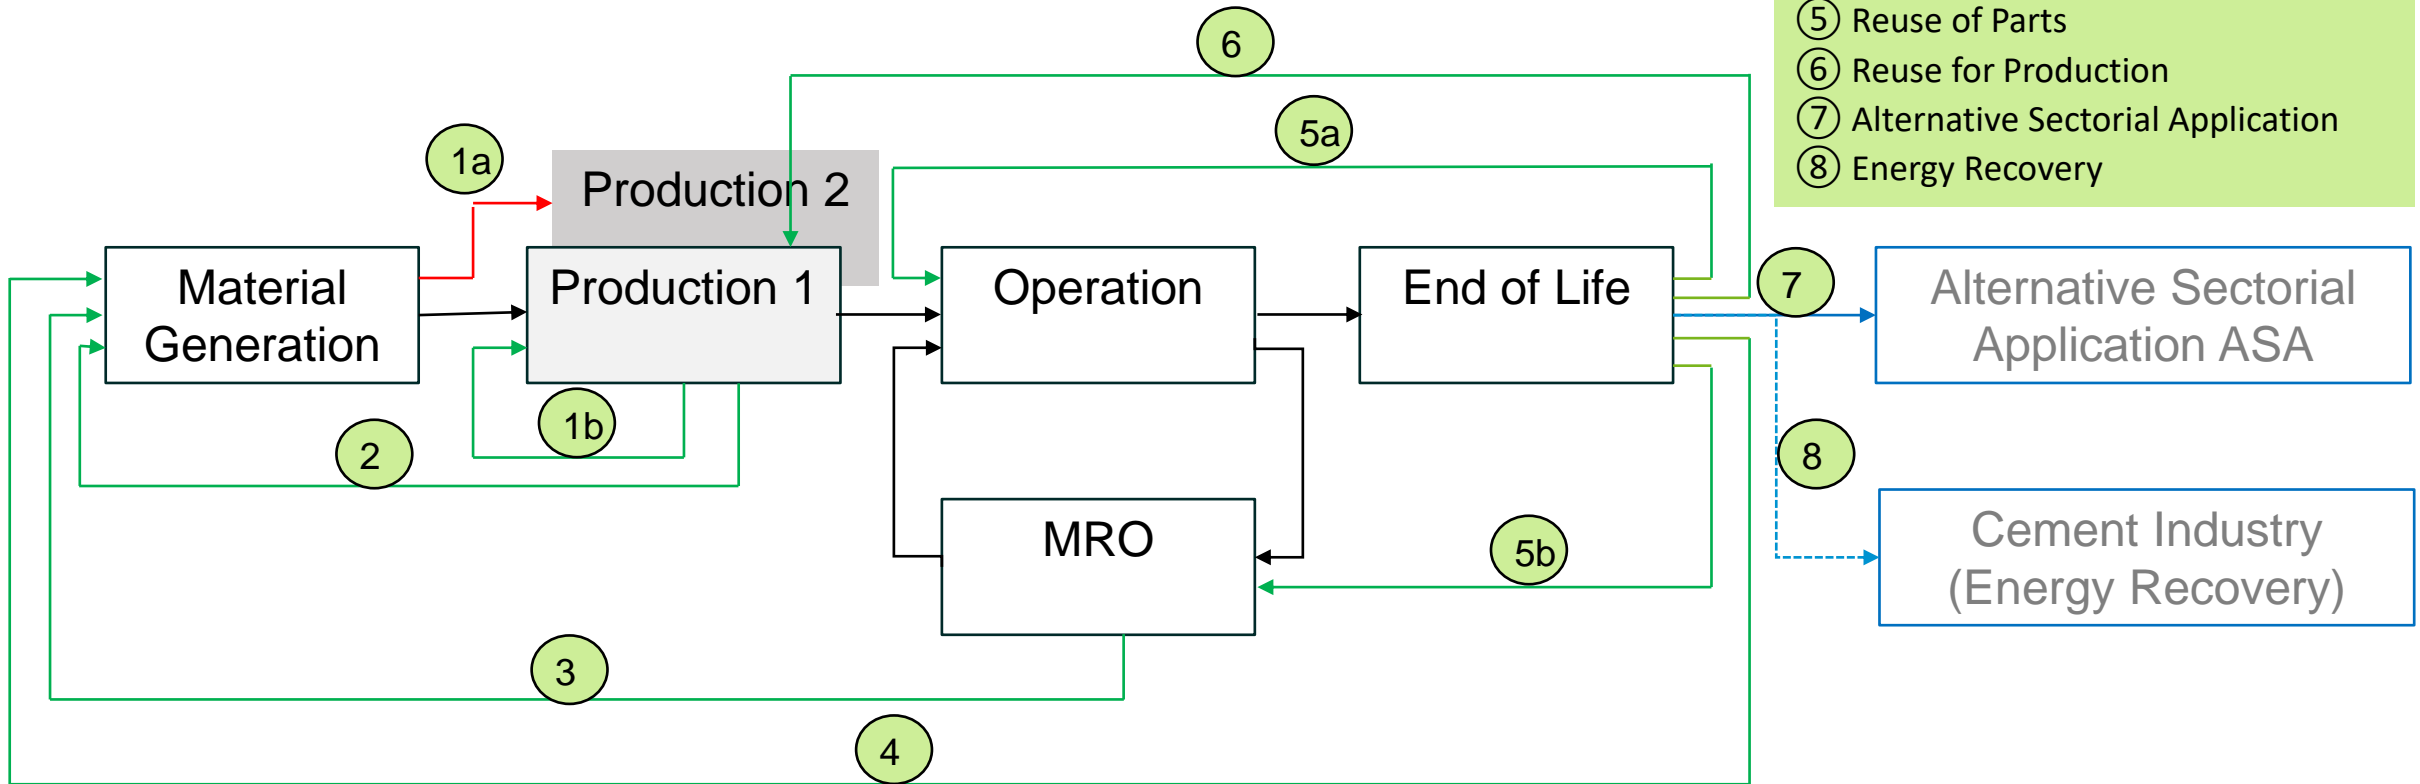 ⑤ Reuse of Parts
⑥ Reuse for Production
⑦ Alternative Sectorial Application
⑧ Energy Recovery
6
5a
1a
Production 2
Material
Generation
Production 1
Operation
End of Life
7
Alternative Sectorial
Application ASA
1b
2
8
MRO
5b
Cement Industry
(Energy Recovery)
3
4